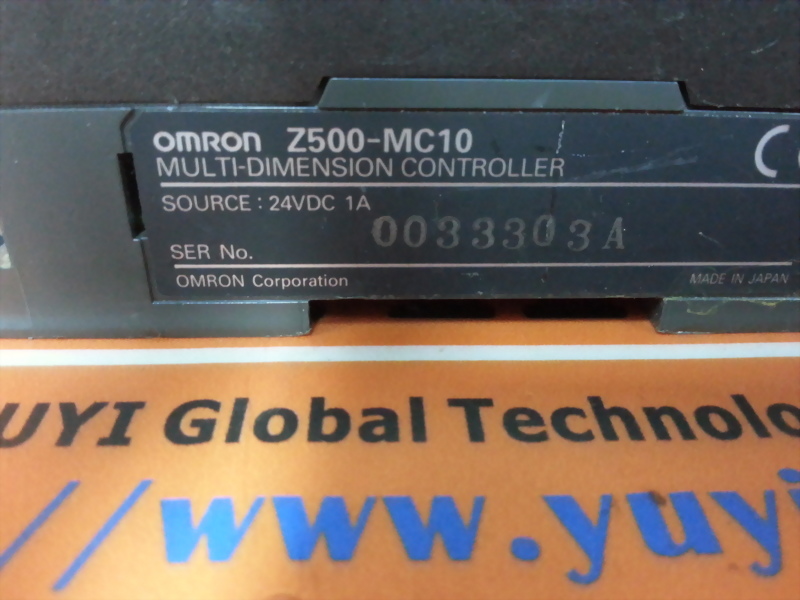 OMRON Z500-MC10
MULTI-DIMENSION CONTROLLER
SOURCE : 24VDC 1A
0033303A
SER No.
OMRON Corporation
MADE IN JAPAN
UYI Global Technolo
//www.yuyi